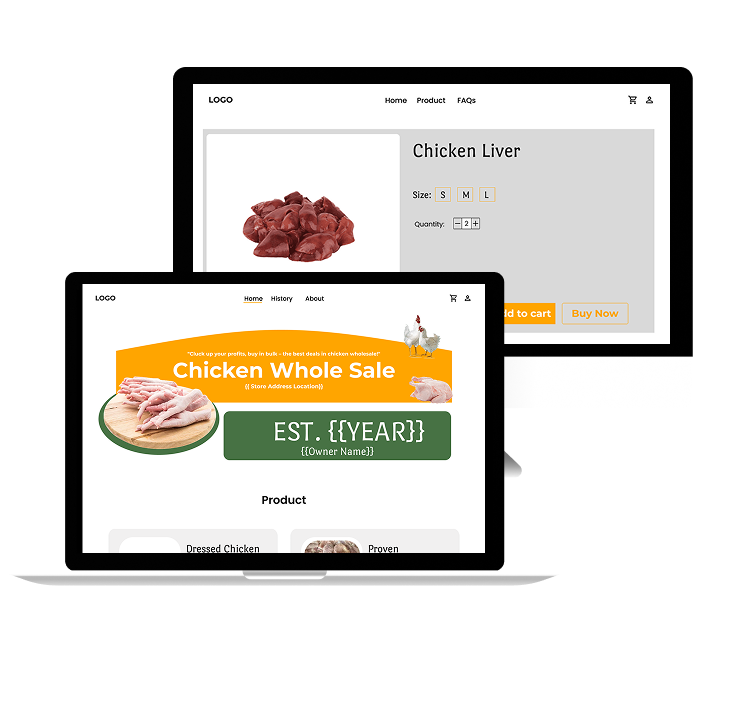 LOGO
Home Product FAQs
Chicken Liver
Size: S M L
Quantity: 2
to cart
Buy Now
LOGO
Home History About
"Cluck up your profits, buy in bulk – the best deals in chicken wholesale!"
Chicken Whole Sale
{{ Store Address Location}}
EST. {{YEAR}}
{{Owner Name}}
Product
Dressed Chicken
Proven